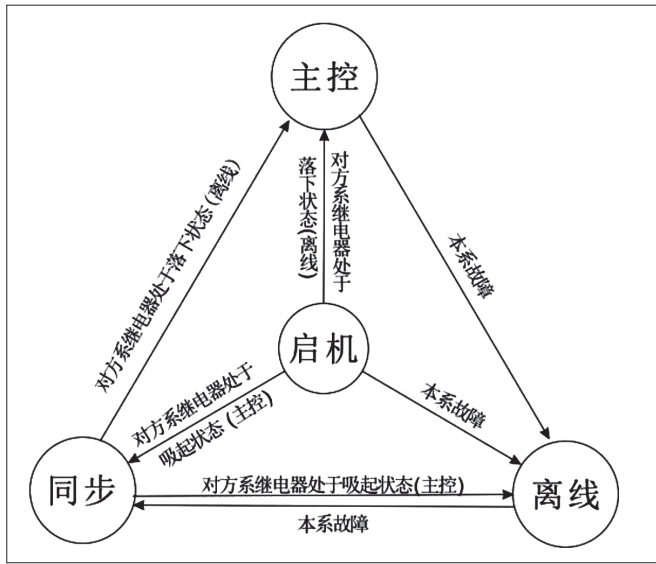 主控
对方系继电器处于落下状态(离线)
对方系继电器处于
落下状态(离线)
本系故障
启机
对方系继电器处于
吸起状态(主控)
本系故障
同步
对方系继电器处于吸起状态(主控)
本系故障
离线